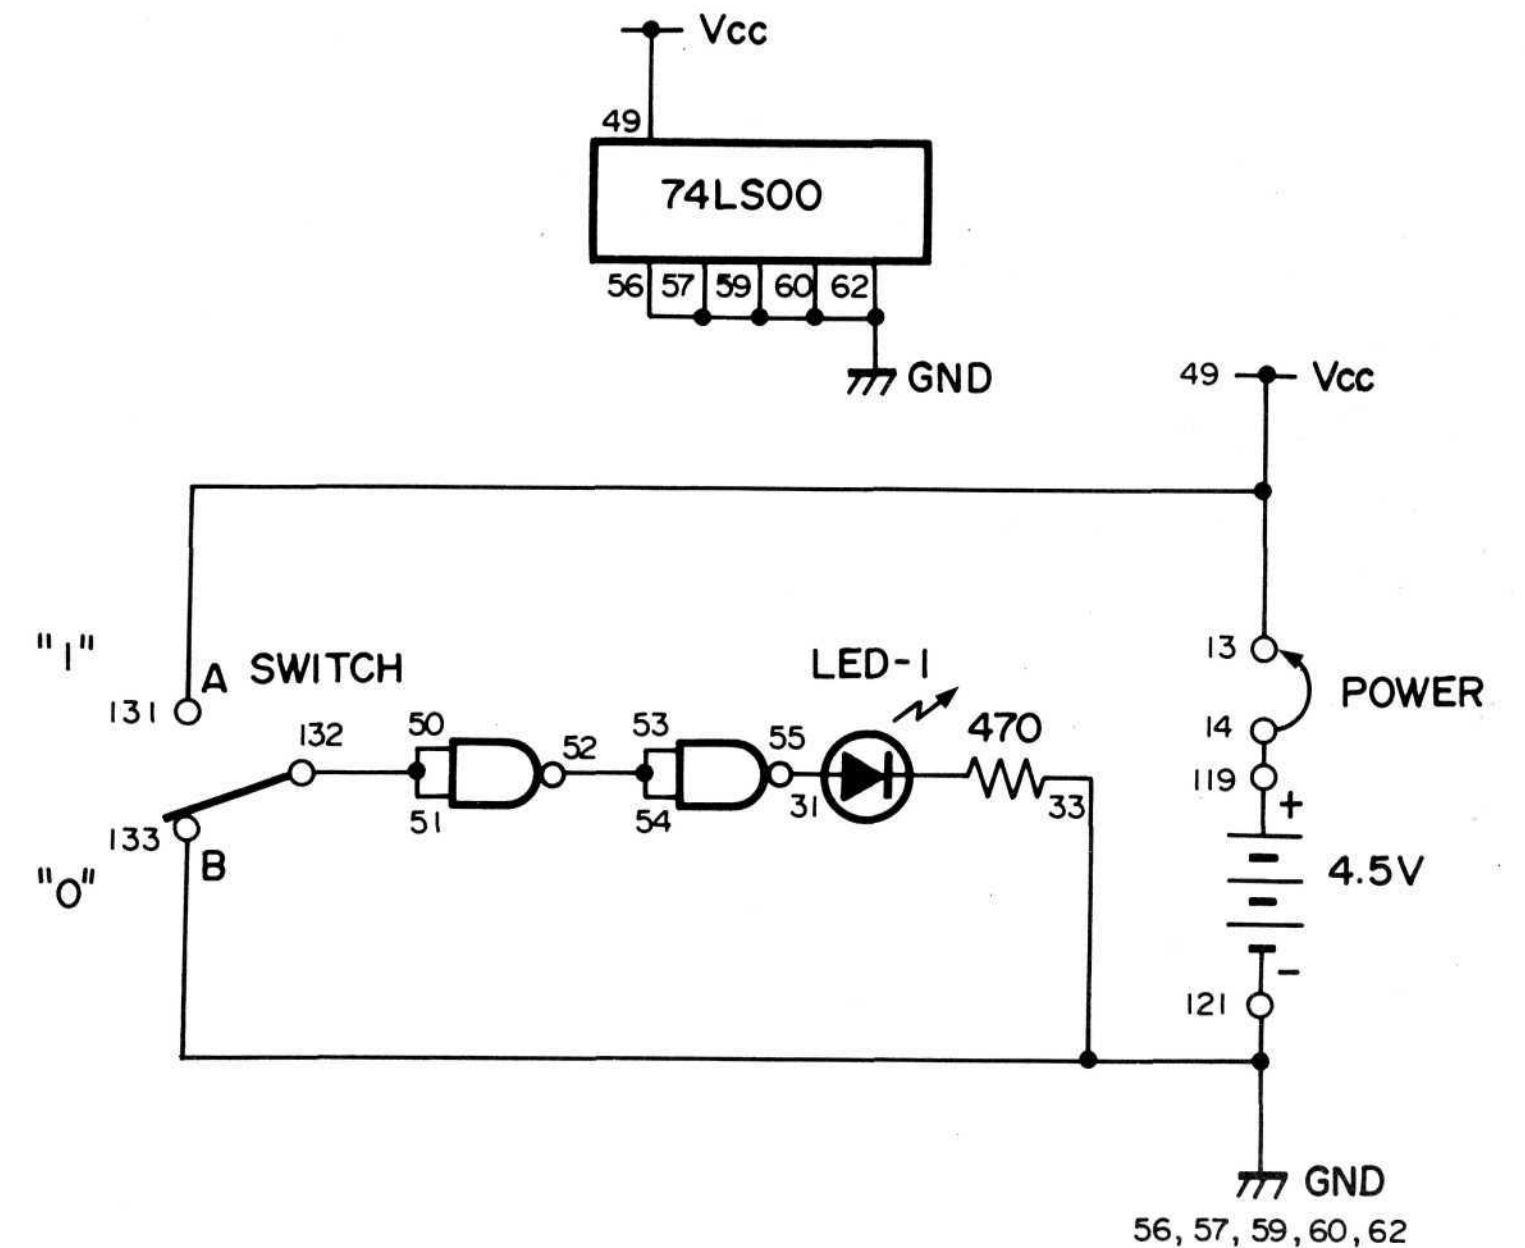 Vcc
49
74LS00
56 57 59 60 62
GND
49 Vcc
"1"
A SWITCH
131
132
50
51
52
53
54
55
31
LED-1
470
33
133
B
"0"
13
POWER
14
119
+
4.5V
-
121
GND
56, 57, 59, 60, 62